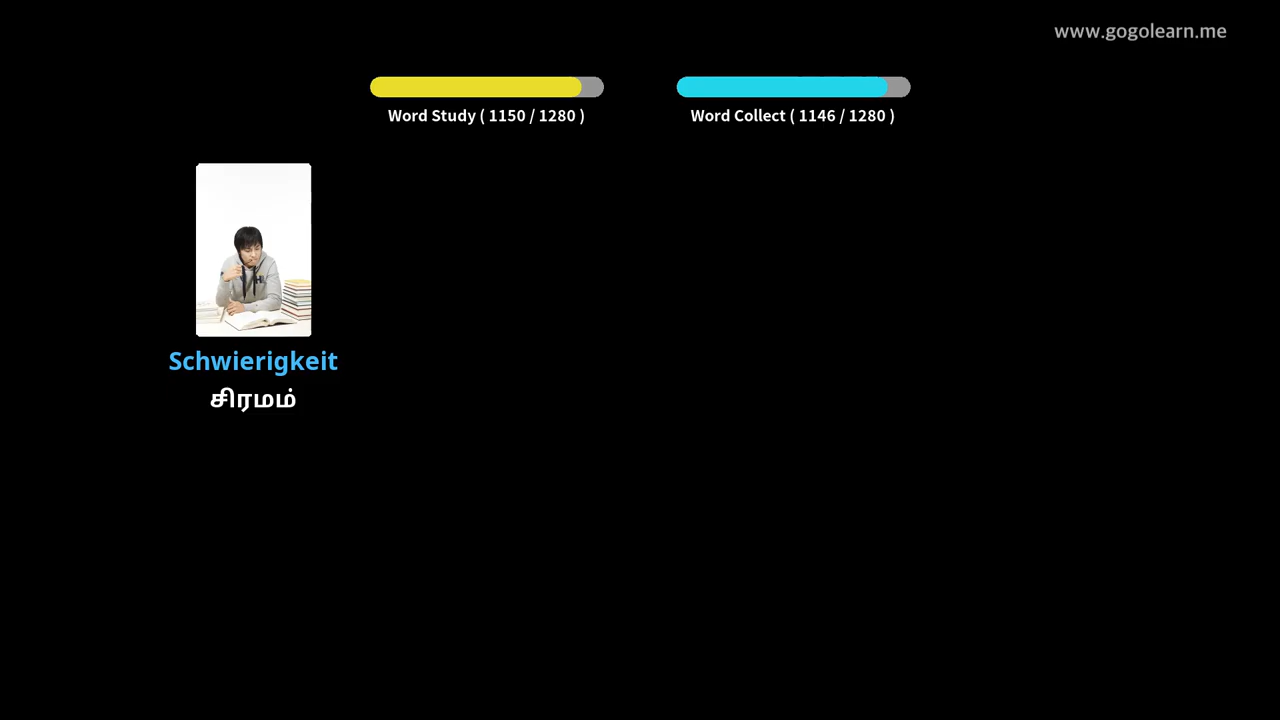 www.gogolearn.me
Word Study ( 1150 / 1280 )
Word Collect ( 1146 / 1280 )
Schwierigkeit
சிரமம்